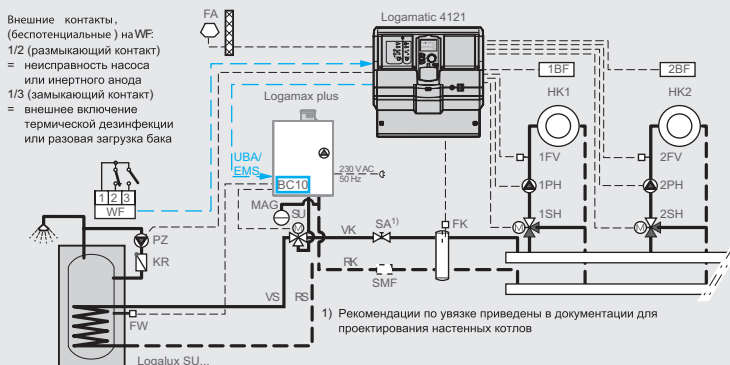 Внешние контакты,
(беспотенциальные) на WF:
1/2 (размыкающий контакт)
= неисправность насоса
или инертного анода
1/3 (замыкающий контакт)
= внешнее включение
термической дезинфекции
или разовая загрузка бака
FA
Logamatic 4121
1BF
2BF
HK1
HK2
Logamax plus
UBA/
EMS
BC10
230 VAC
50 Hz
1FV
2FV
1PH
2PH
1SH
2SH
M
M
1 2 3
WF
MAG
SU
M
VK
SA1)
FK
PZ
KR
RK
SMF
VS
RS
FW
1) Рекомендации по увязке приведены в документации для
проектирования настенных котлов
Logalux SU...